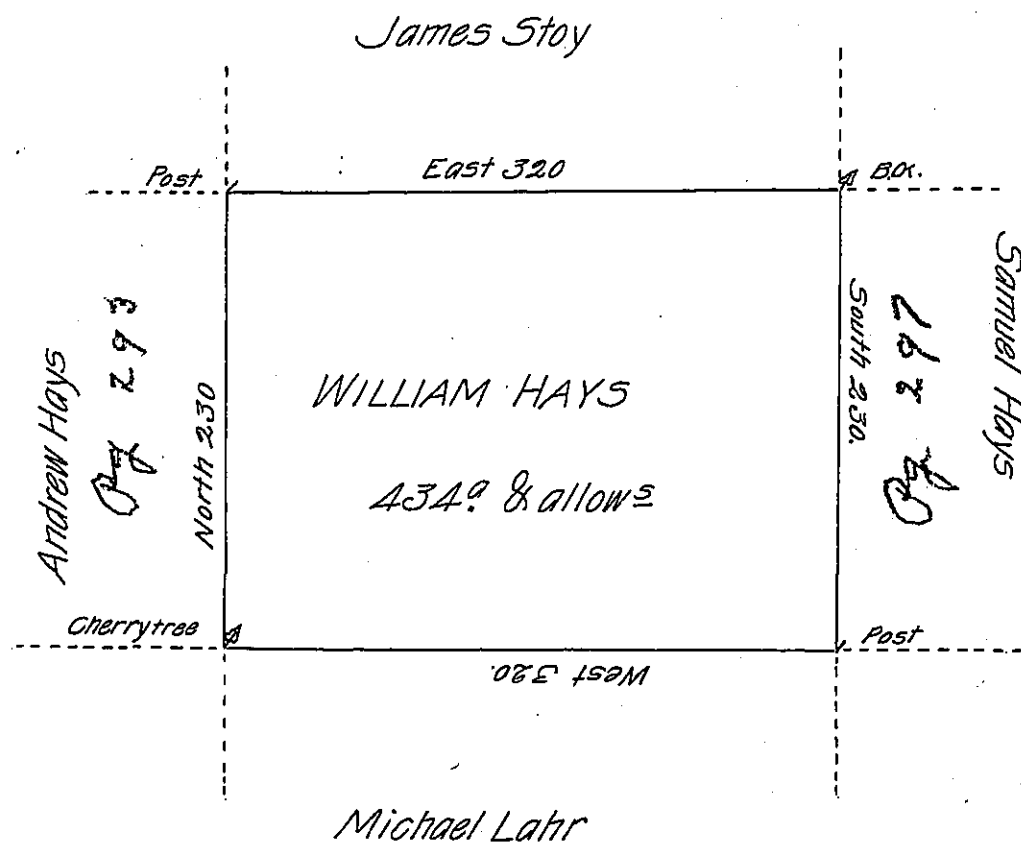 James Stoy
Post
East 320
B.O.
Andrew Hays
Pg 293
North 230
WILLIAM HAYS
434ª & allowˢ
South 230.
Pg 297
Samuel Hays
Cherrytree
Post
West 320.
Michael Lahr